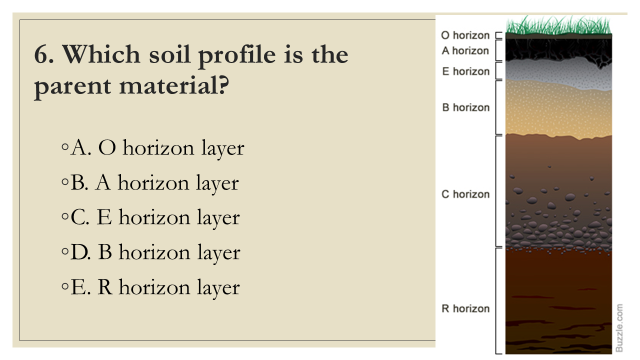 6. Which soil profile is the
parent material?
A. O horizon layer
B. A horizon layer
C. E horizon layer
D. B horizon layer
E. R horizon layer
O horizon
A horizon
E horizon
B horizon
C horizon
R horizon
Buzzle.com